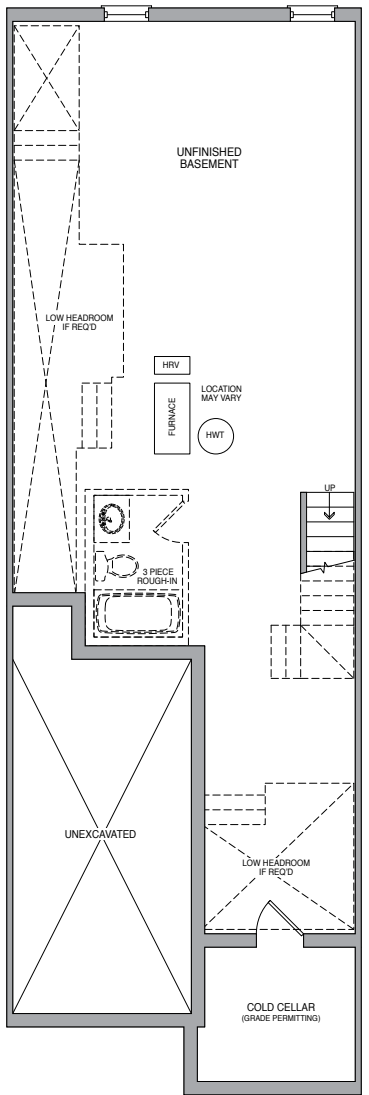 UNFINISHED
BASEMENT
LOW HEADROOM
IF REQ'D
HRV
LOCATION
MAY VARY
FURNACE
HWT
UP
3 PIECE
ROUGH-IN
UNEXCAVATED
LOW HEADROOM
IF REQ'D
COLD CELLAR
(GRADE PERMITTING)